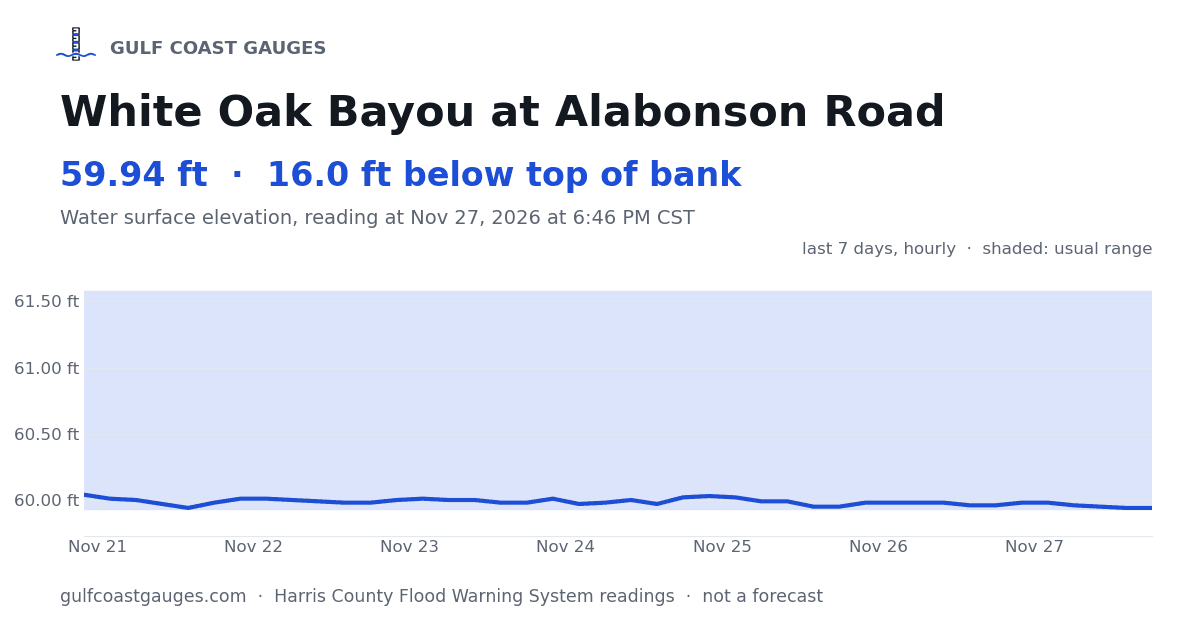 GULF COAST GAUGES
White Oak Bayou at Alabonson Road
59.94 ft · 16.0 ft below top of bank
Water surface elevation, reading at Nov 27, 2026 at 6:46 PM CST
last 7 days, hourly · shaded: usual range
61.50 ft
61.00 ft
60.50 ft
60.00 ft
Nov 21 Nov 22 Nov 23 Nov 24 Nov 25 Nov 26 Nov 27
gulfcoastgauges.com · Harris County Flood Warning System readings · not a forecast